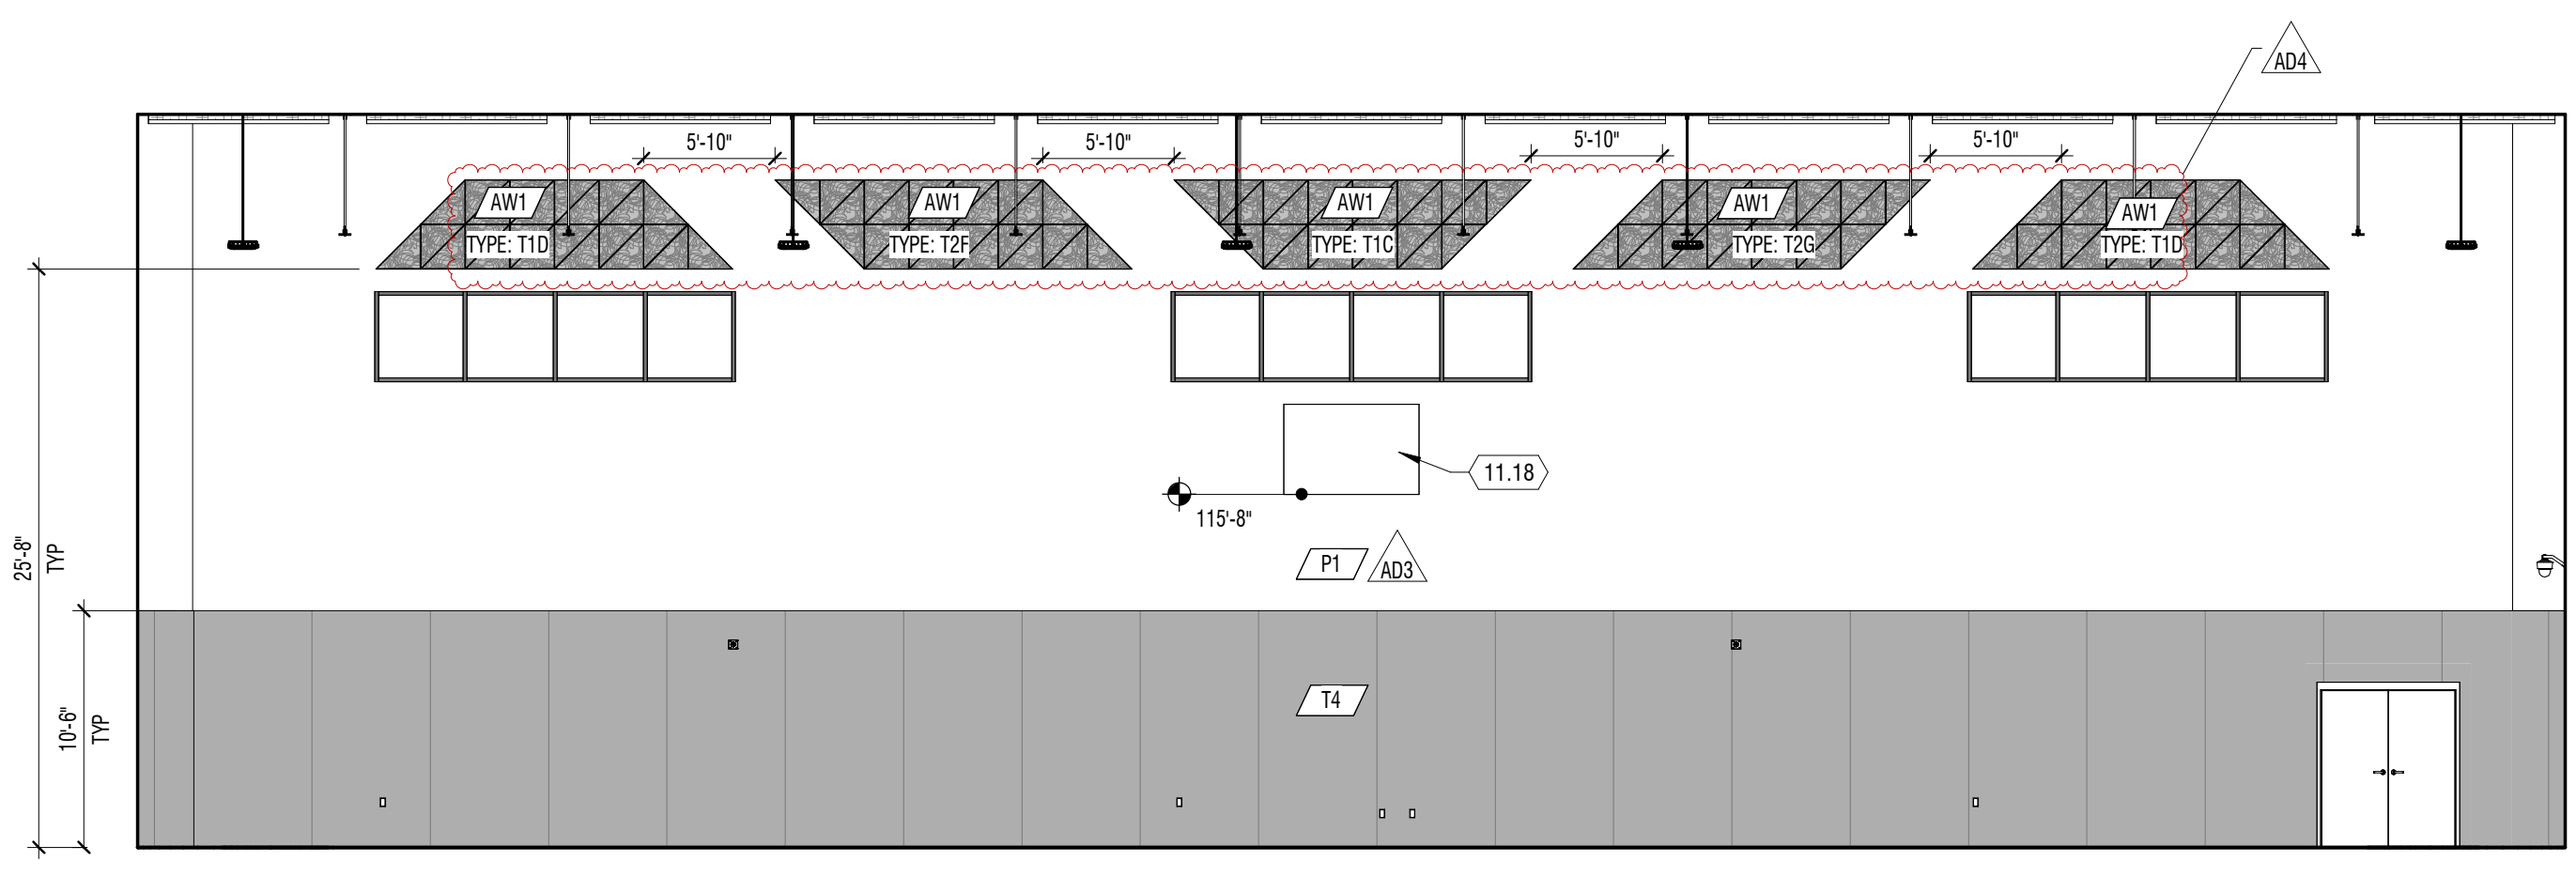 AD4
5'-10"
5'-10"
5'-10"
5'-10"
AW1
AW1
AW1
AW1
AW1
TYPE: T1D
TYPE: T2F
TYPE: T1C
TYPE: T2G
TYPE: T1D
11.18
115'-8"
25'-8"
TYP
P1
AD3
T4
10'-6"
TYP